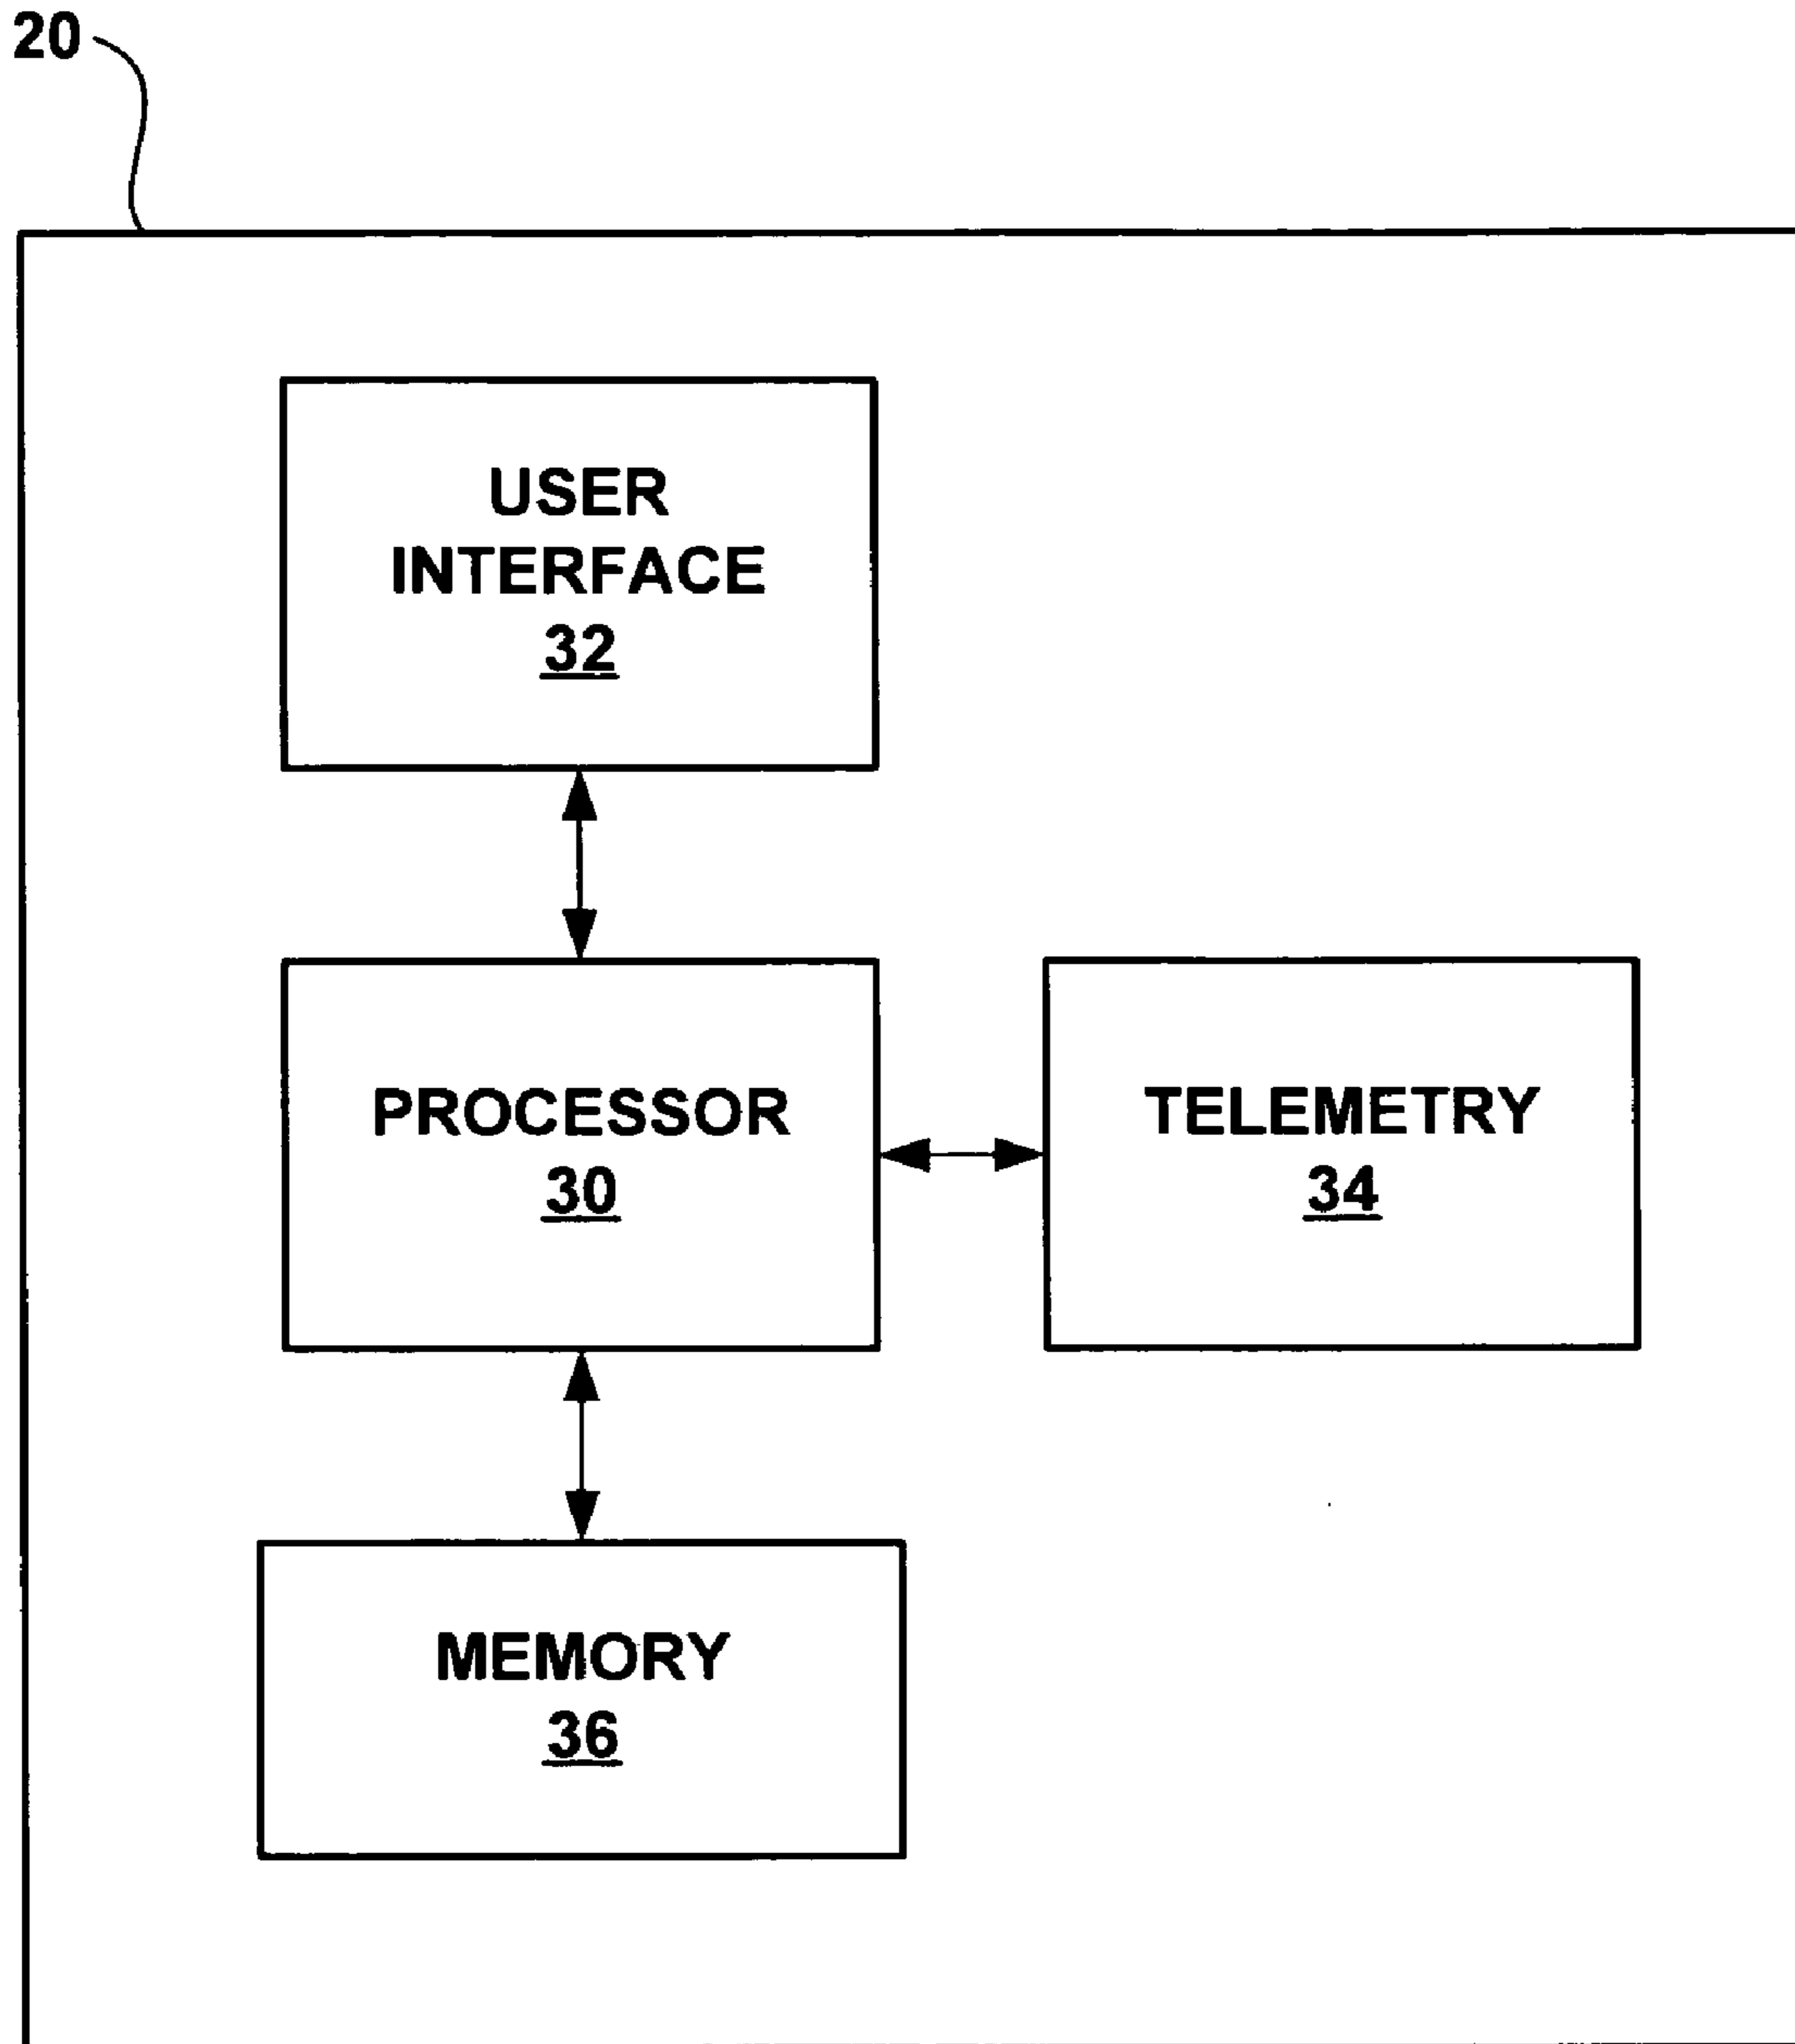 20
USER
INTERFACE
32
PROCESSOR
30
TELEMETRY
34
MEMORY
36